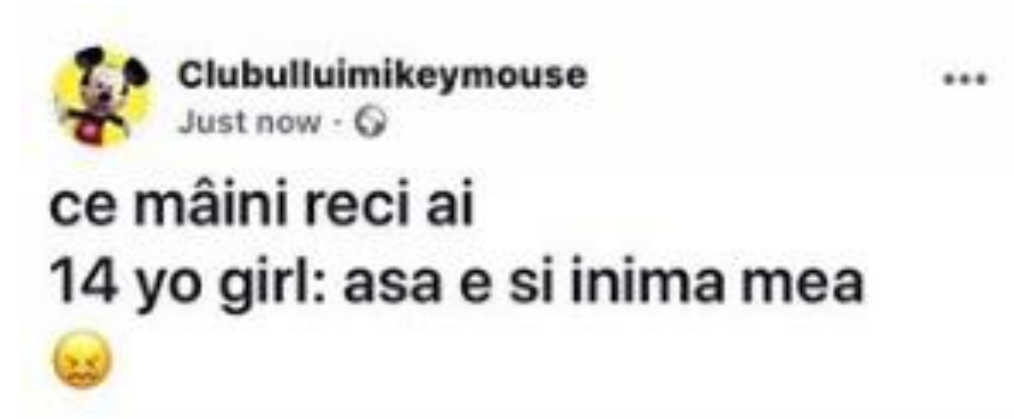 Clubulluimikeymouse
Just now ·
ce mâini reci ai
14 yo girl: asa e si inima mea
😖